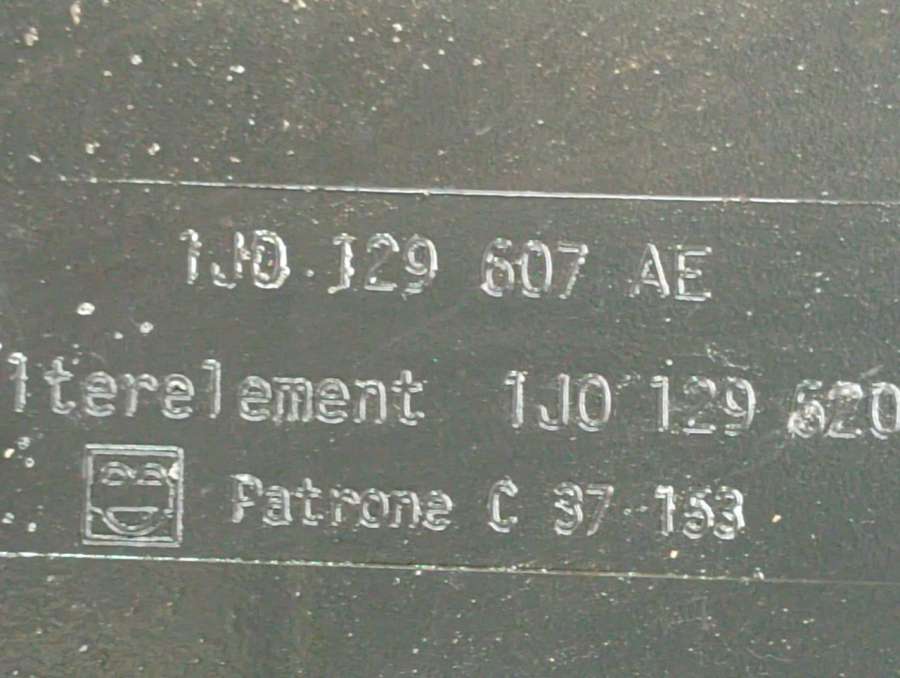 1J0 129 607 AE
lterelement 1J0 129 620
Patrone C 37 153